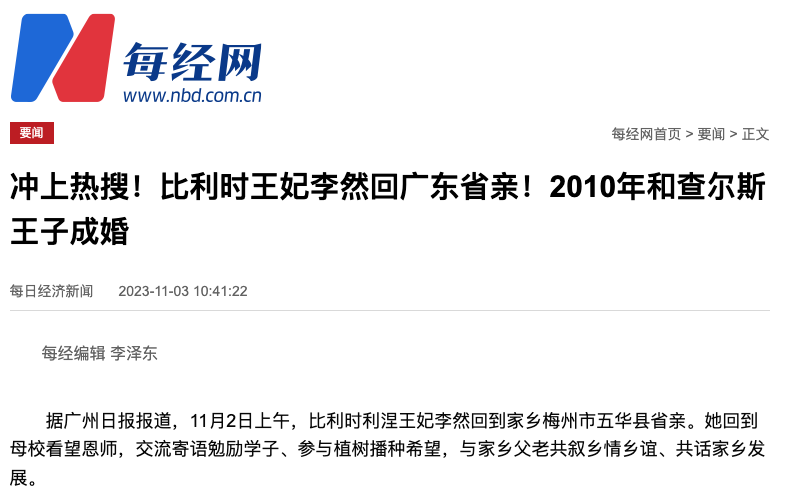 每经网
www.nbd.com.cn
要闻
每经网首页 > 要闻 > 正文
冲上热搜！比利时王妃李然回广东省亲！2010年和查尔斯
王子成婚
每日经济新闻 2023-11-03 10:41:22
每经编辑 李泽东
据广州日报报道，11月2日上午，比利时利涅王妃李然回到家乡梅州市五华县省亲。她回到
母校看望恩师，交流寄语勉励学子、参与植树播种希望，与家乡父老共叙乡情乡谊、共话家乡发
展。